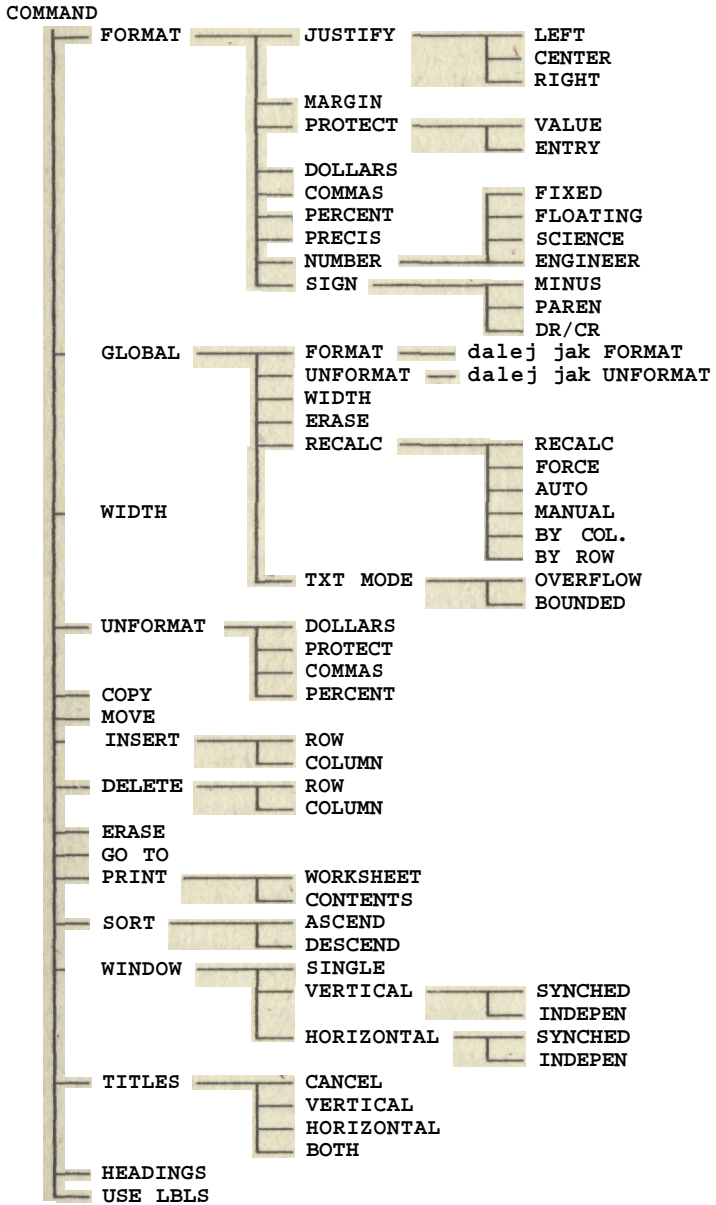 COMMAND
FORMAT JUSTIFY LEFT
CENTER
RIGHT
MARGIN
PROTECT VALUE
ENTRY
DOLLARS
COMMAS FIXED
PERCENT FLOATING
PRECIS SCIENCE
NUMBER ENGINEER
SIGN MINUS
PAREN
DR/CR
GLOBAL FORMAT dalej jak FORMAT
UNFORMAT dalej jak UNFORMAT
WIDTH
ERASE
RECALC RECALC
FORCE
AUTO
WIDTH MANUAL
BY COL.
BY ROW
TXT MODE OVERFLOW
BOUNDED
UNFORMAT DOLLARS
PROTECT
COMMAS
COPY PERCENT
MOVE
INSERT ROW
COLUMN
DELETE ROW
COLUMN
ERASE
GO TO
PRINT WORKSHEET
CONTENTS
SORT ASCEND
DESCEND
WINDOW SINGLE
VERTICAL SYNCHED
INDEPEN
HORIZONTAL SYNCHED
INDEPEN
TITLES CANCEL
VERTICAL
HORIZONTAL
BOTH
HEADINGS
USE LBLS